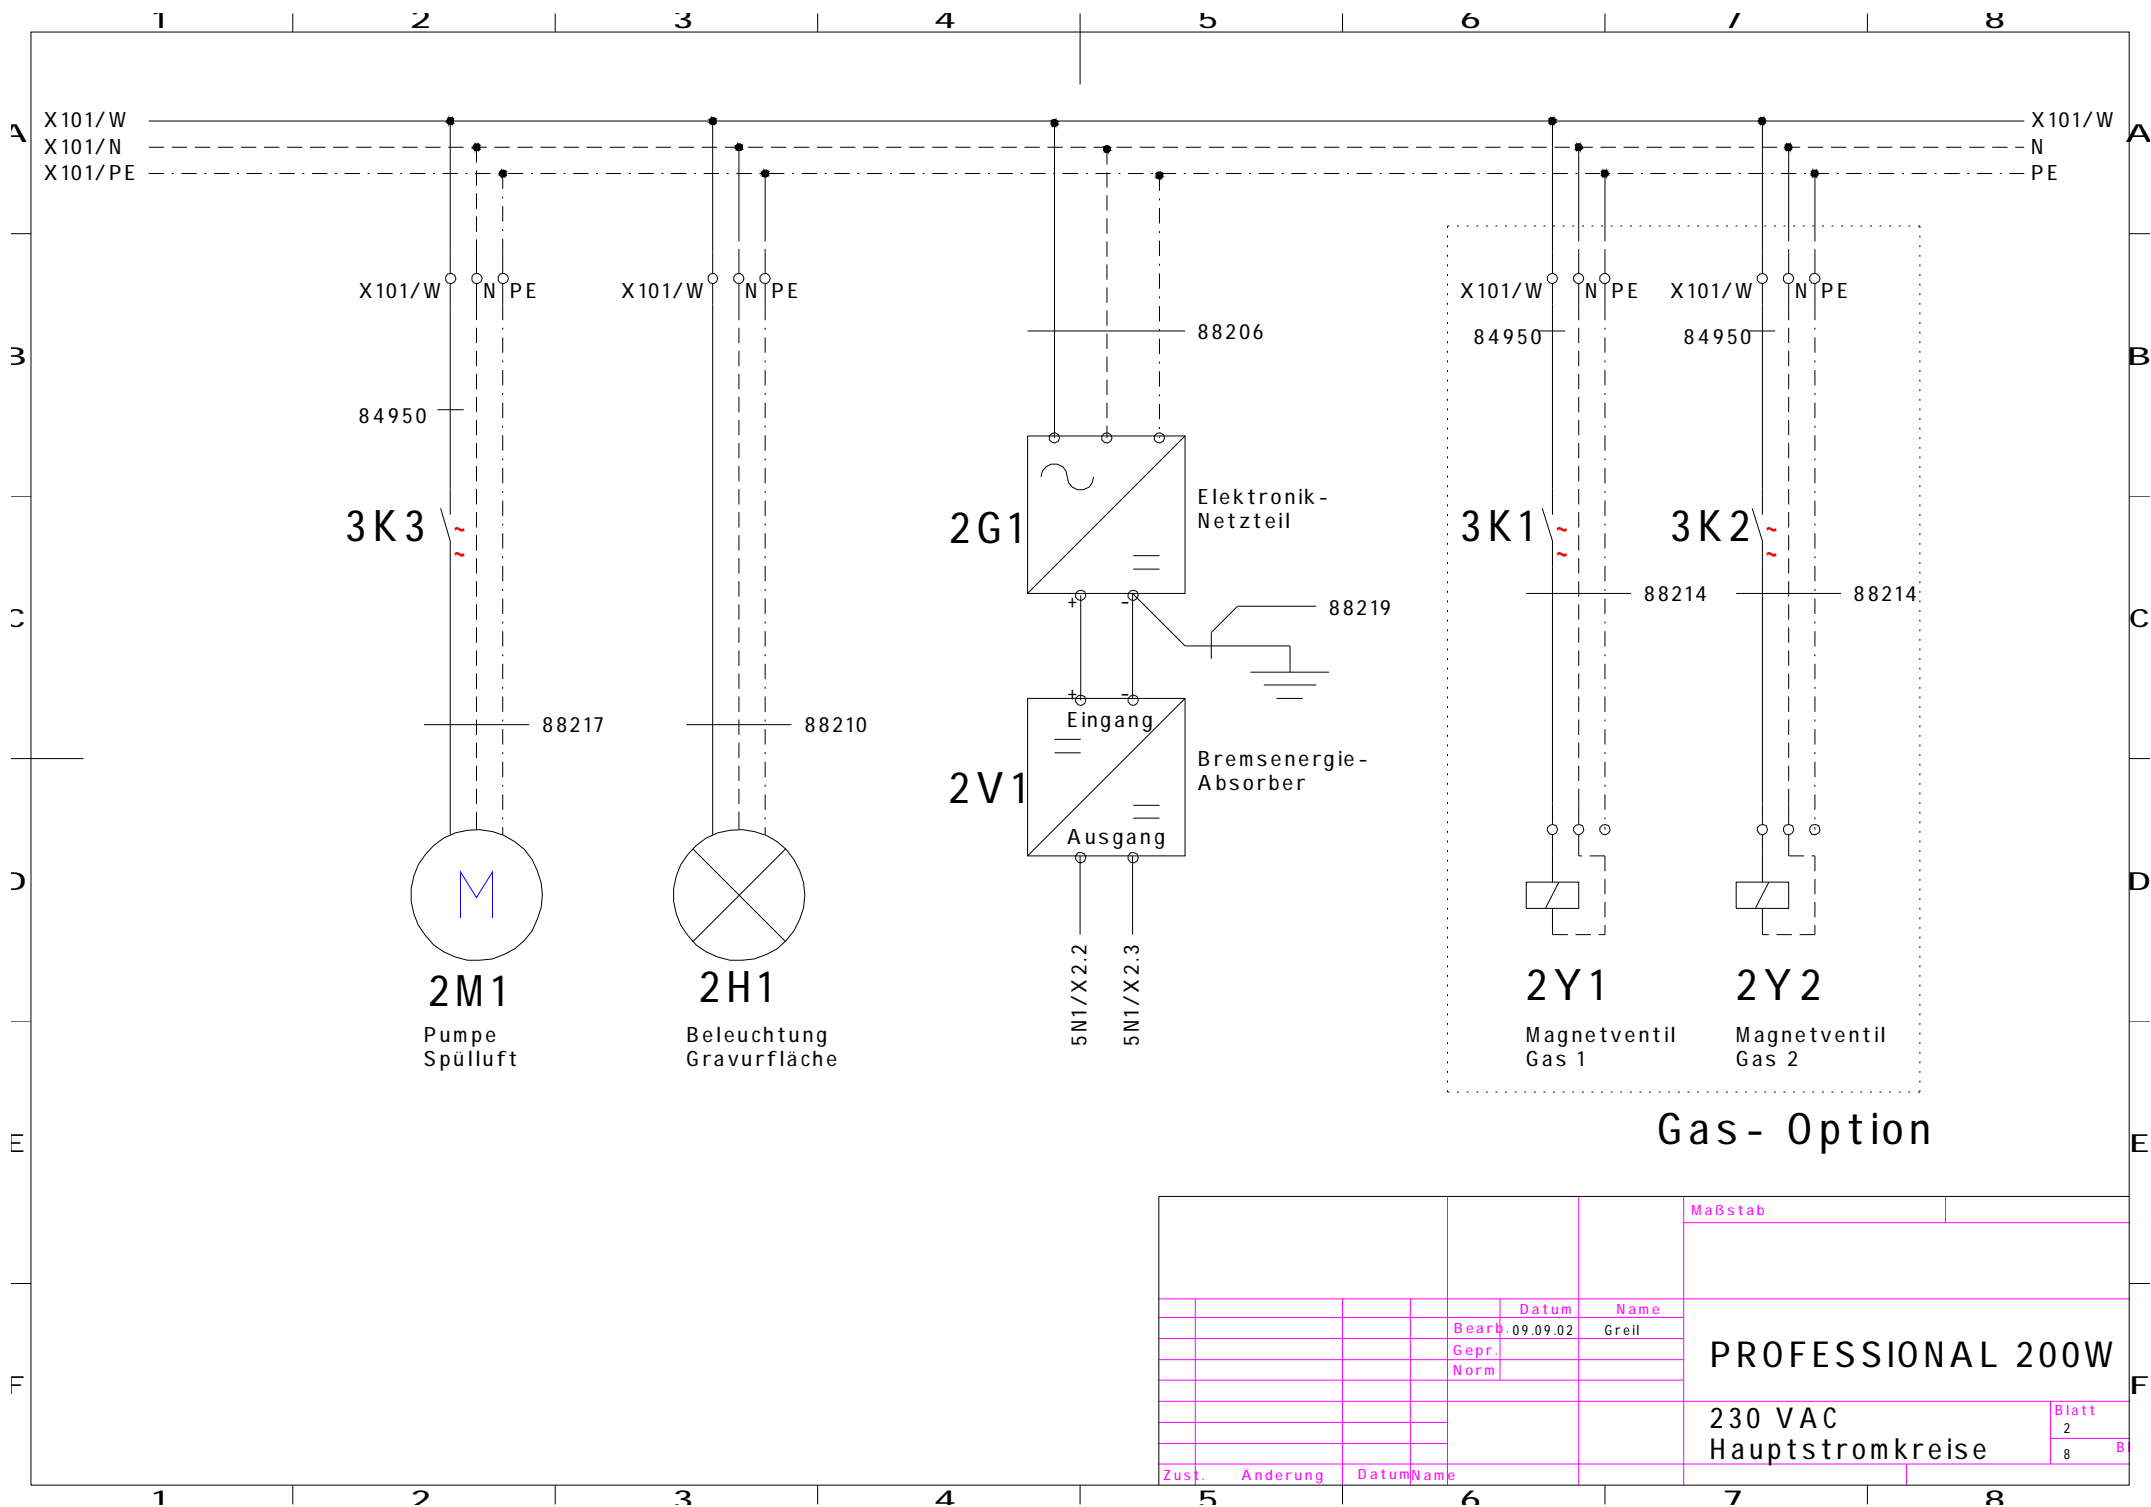 1 2 3 4 5 6 7 8
A X101/W X101/W A
X101/N N
X101/PE PE
X101/W N PE X101/W N PE X101/W N PE X101/W N PE
88206 84950 84950
B B
84950
3K3 2G1 Elektronik-
Netzteil
3K1 3K2
88214 88214
+ - 88219
C C
+ -
88217 88210 Eingang
2V1 Bremsenergie-
Absorber
Ausgang
D M D
5N1/X2.2 5N1/X2.3
2M1 2H1 2Y1 2Y2
Pumpe
Spülluft
Beleuchtung
Gravurfläche
Magnetventil
Gas 1
Magnetventil
Gas 2
E Gas- Option E
Maßstab
Datum Name
Bearb. 09.09.02 Greil
Gepr.
Norm
PROFESSIONAL 200W
F F
230 VAC
Hauptstromkreise
Blatt
2
8 Bl
Zust. Änderung Datum Name
1 2 3 4 5 6 7 8